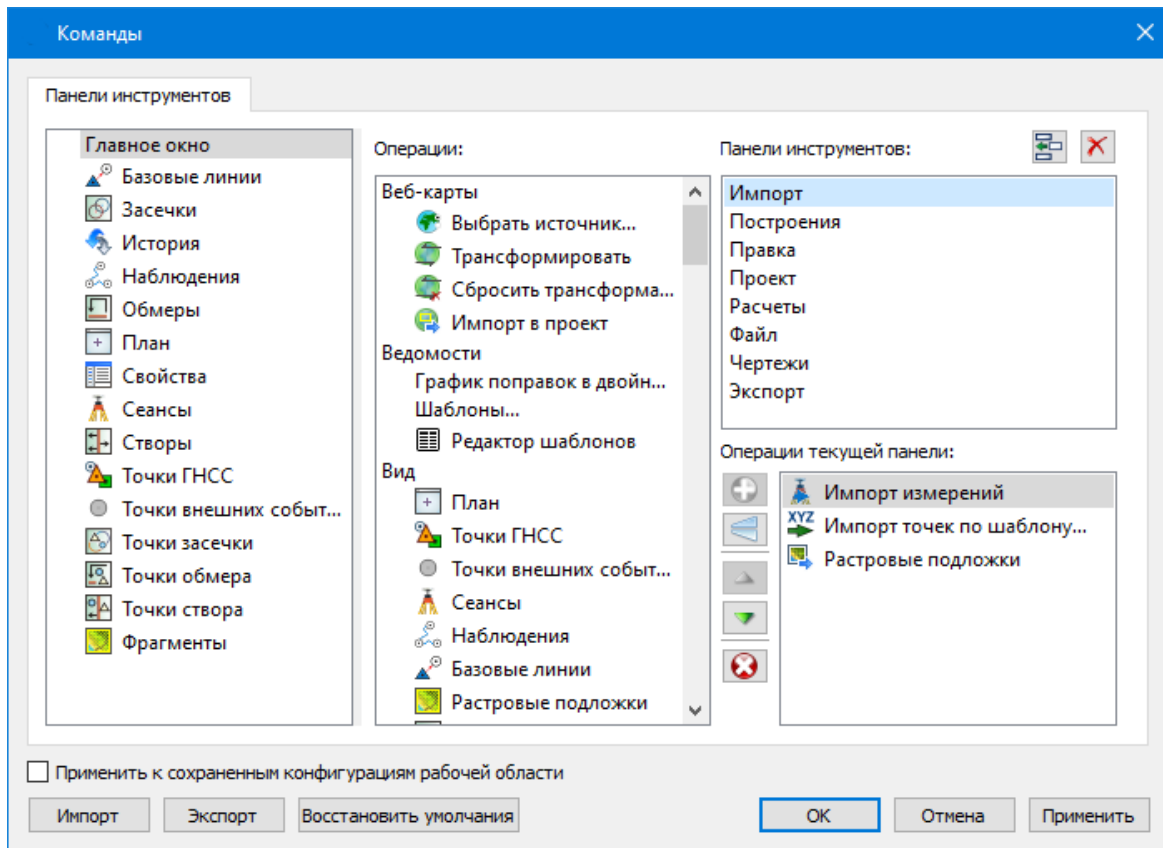 Команды
Панели инструментов
Главное окно
Базовые линии
Засечки
История
Наблюдения
Обмеры
План
Свойства
Сеансы
Створы
Точки ГНСС
Точки внешних событ...
Точки засечки
Точки обмера
Точки створа
Фрагменты
Операции:
Веб-карты
Выбрать источник...
Трансформировать
Сбросить трансформа...
Импорт в проект
Ведомости
График поправок в двойн...
Шаблоны...
Редактор шаблонов
Вид
План
Точки ГНСС
Точки внешних событ...
Сеансы
Наблюдения
Базовые линии
Растровые подложки
Панели инструментов:
Импорт
Построения
Правка
Проект
Расчеты
Файл
Чертежи
Экспорт
Операции текущей панели:
Импорт измерений
XYZ Импорт точек по шаблону...
Растровые подложки
Применить к сохраненным конфигурациям рабочей области
Импорт Экспорт Восстановить умолчания OK Отмена Применить